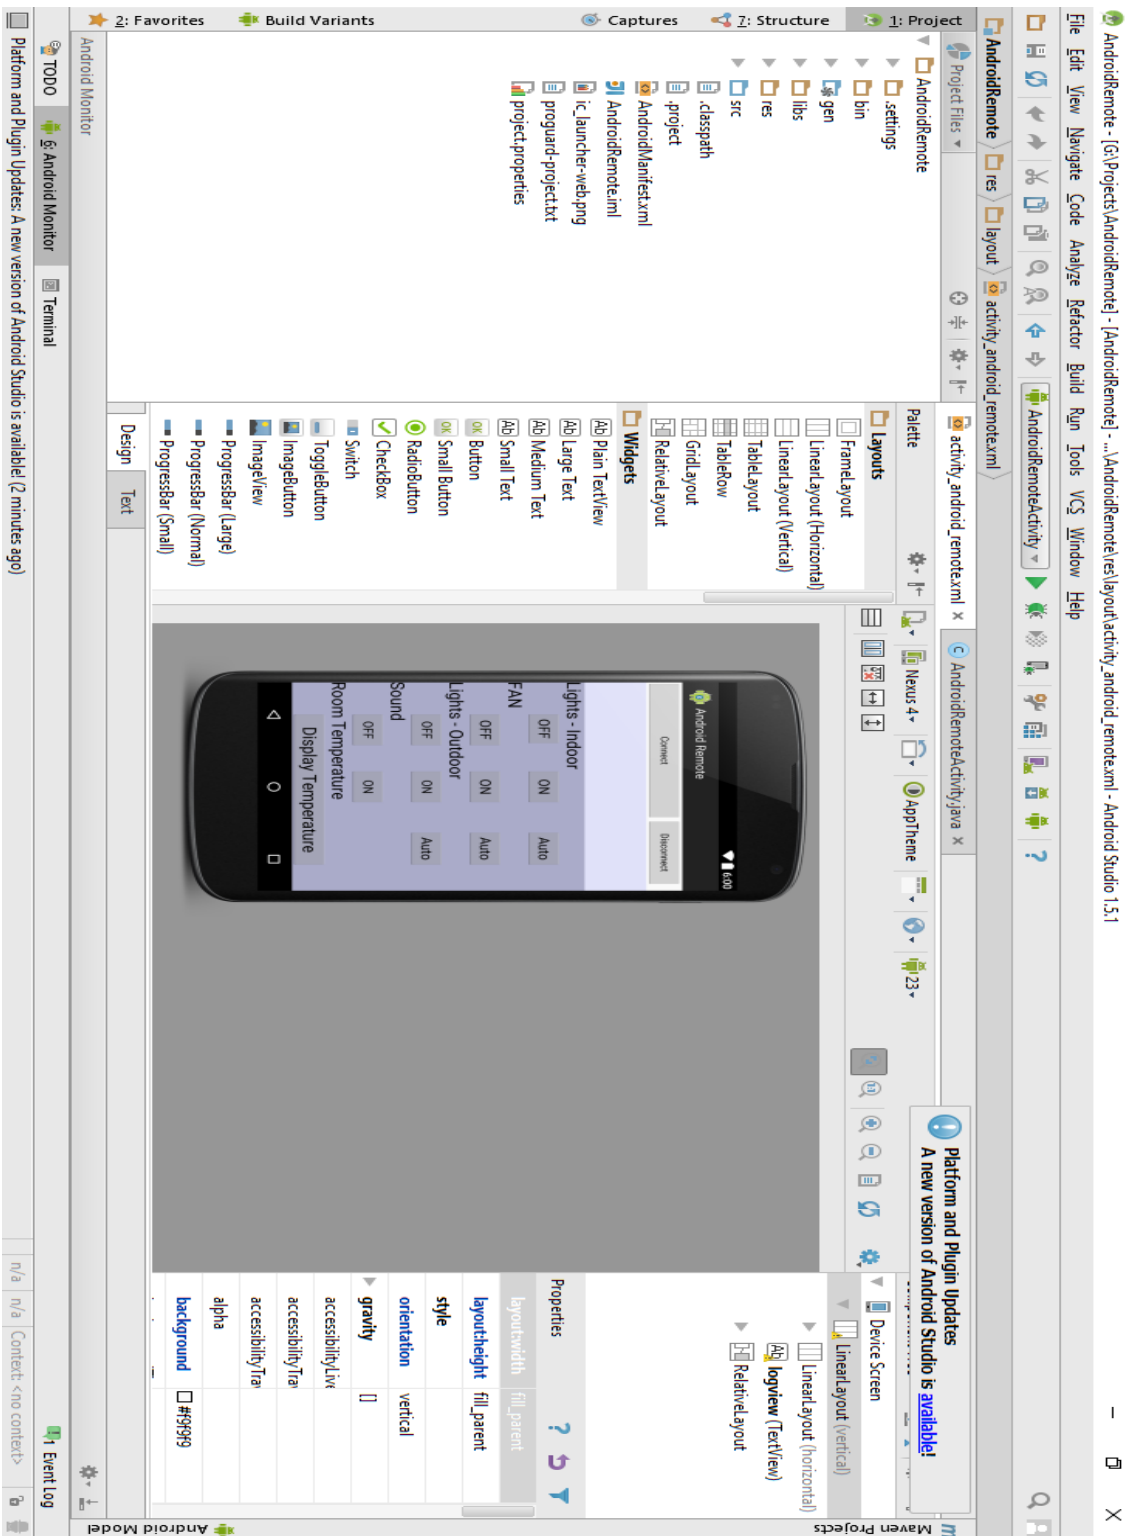 AndroidRemote - [G:\Projects\AndroidRemote] - [AndroidRemote] - ...\AndroidRemote\res\layout\activity_android_remote.xml - Android Studio 1.5.1
File Edit View Navigate Code Analyze Refactor Build Run Tools VCS Window Help
AndroidRemoteActivity
AndroidRemote res layout activity_android_remote.xml
1: Project
7: Structure
Captures
Build Variants
2: Favorites
Project Files
AndroidRemote
.settings
bin
gen
libs
res
src
.classpath
.project
AndroidManifest.xml
AndroidRemote.iml
ic_launcher-web.png
proguard-project.txt
project.properties
activity_android_remote.xml x
AndroidRemoteActivity.java x
Palette
Layouts
FrameLayout
LinearLayout (Horizontal)
LinearLayout (Vertical)
TableLayout
TableRow
GridLayout
RelativeLayout
Widgets
Plain TextView
Large Text
Medium Text
Small Text
Button
Small Button
RadioButton
CheckBox
Switch
ToggleButton
ImageButton
ImageView
ProgressBar (Large)
ProgressBar (Normal)
ProgressBar (Small)
Design Text
Nexus 4 AppTheme 23
6:00
Android Remote
Connect Disconnect
Lights - Indoor
OFF ON Auto
FAN
OFF ON Auto
Lights - Outdoor
OFF ON Auto
Sound
OFF ON
Room Temperature
Display Temperature
Platform and Plugin Updates
A new version of Android Studio is available!
Device Screen
LinearLayout (vertical)
LinearLayout (horizontal)
logview (TextView)
RelativeLayout
Properties
layout:width fill_parent
layout:height fill_parent
style
orientation vertical
gravity []
accessibilityLive
accessibilityTra
accessibilityTra
alpha
background #f9f9f9
Maven Projects
Android Model
Android Monitor
TODO 6: Android Monitor Terminal
1 Event Log
Platform and Plugin Updates: A new version of Android Studio is available! (2 minutes ago)
n/a n/a Context: <no context>